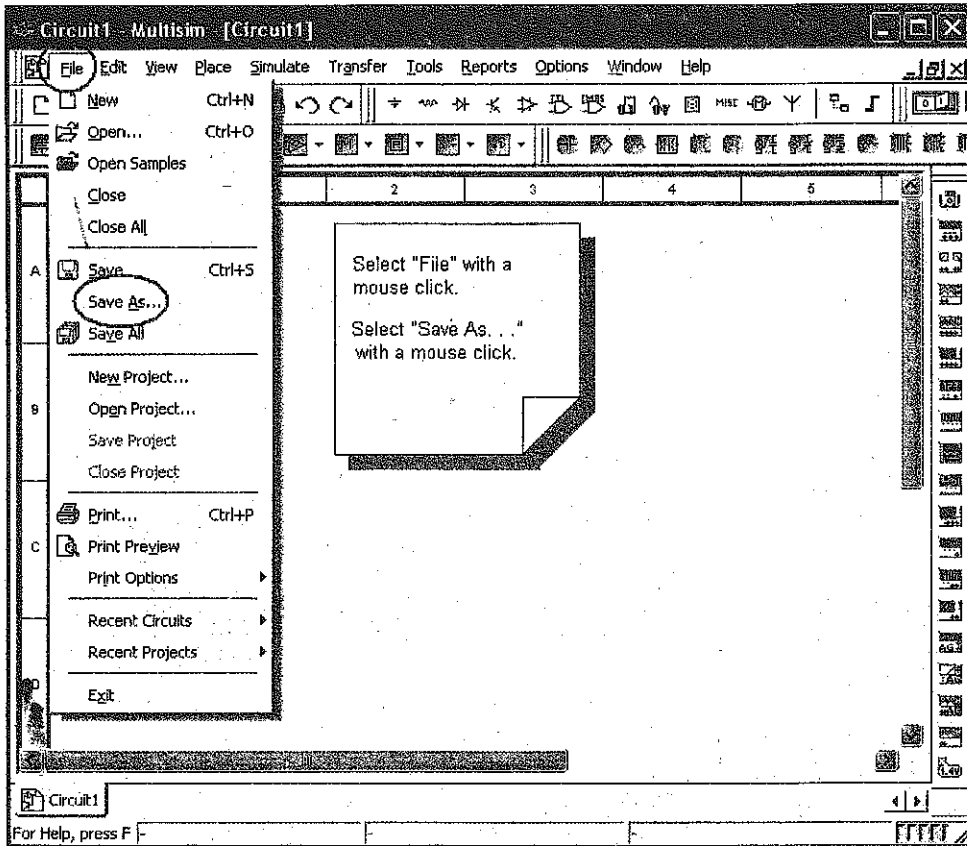 Circuit1 - Multisim - [Circuit1]
File Edit View Place Simulate Transfer Tools Reports Options Window Help
New Ctrl+N
Open... Ctrl+O
Open Samples
Close
Close All
Save Ctrl+S
Save As...
Save All
New Project...
Open Project...
Save Project
Close Project
Print... Ctrl+P
Print Preview
Print Options
Recent Circuits
Recent Projects
Exit
MISC
2 3 4 5
A
B
C
D
Select "File" with a
mouse click.
Select "Save As. . ."
with a mouse click.
Circuit1
For Help, press F - - -